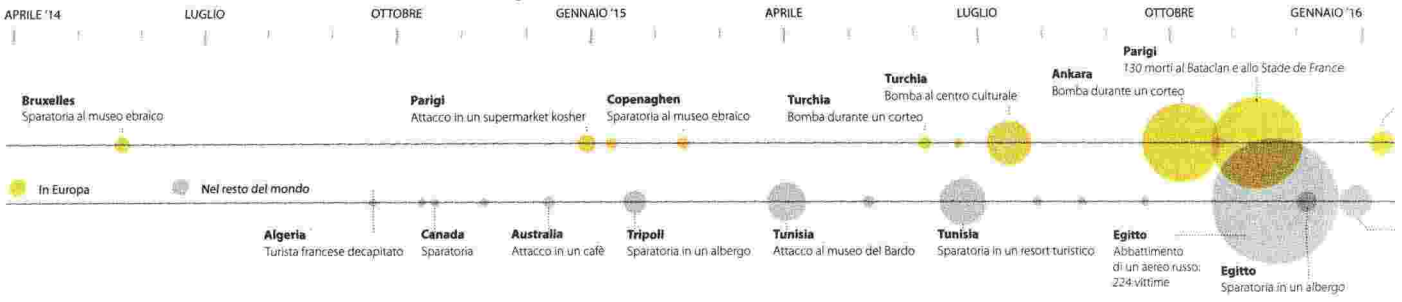 APRILE '14 LUGLIO OTTOBRE GENNAIO '15 APRILE LUGLIO OTTOBRE GENNAIO '16
Parigi
130 morti al Bataclan e allo Stade de France
Ankara
Bomba durante un corteo
Turchia
Bomba al centro culturale
Bruxelles
Sparatoria al museo ebraico
Parigi
Attacco in un supermarket kosher
Copenaghen
Sparatoria al museo ebraico
Turchia
Bomba durante un corteo
In Europa
Nel resto del mondo
Algeria
Turista francese decapitato
Canada
Sparatoria
Australia
Attacco in un cafè
Tripoli
Sparatoria in un albergo
Tunisia
Attacco al museo del Bardo
Tunisia
Sparatoria in un resort turistico
Egitto
Abbattimento
di un aereo russo:
224 vittime
Egitto
Sparatoria in un albergo